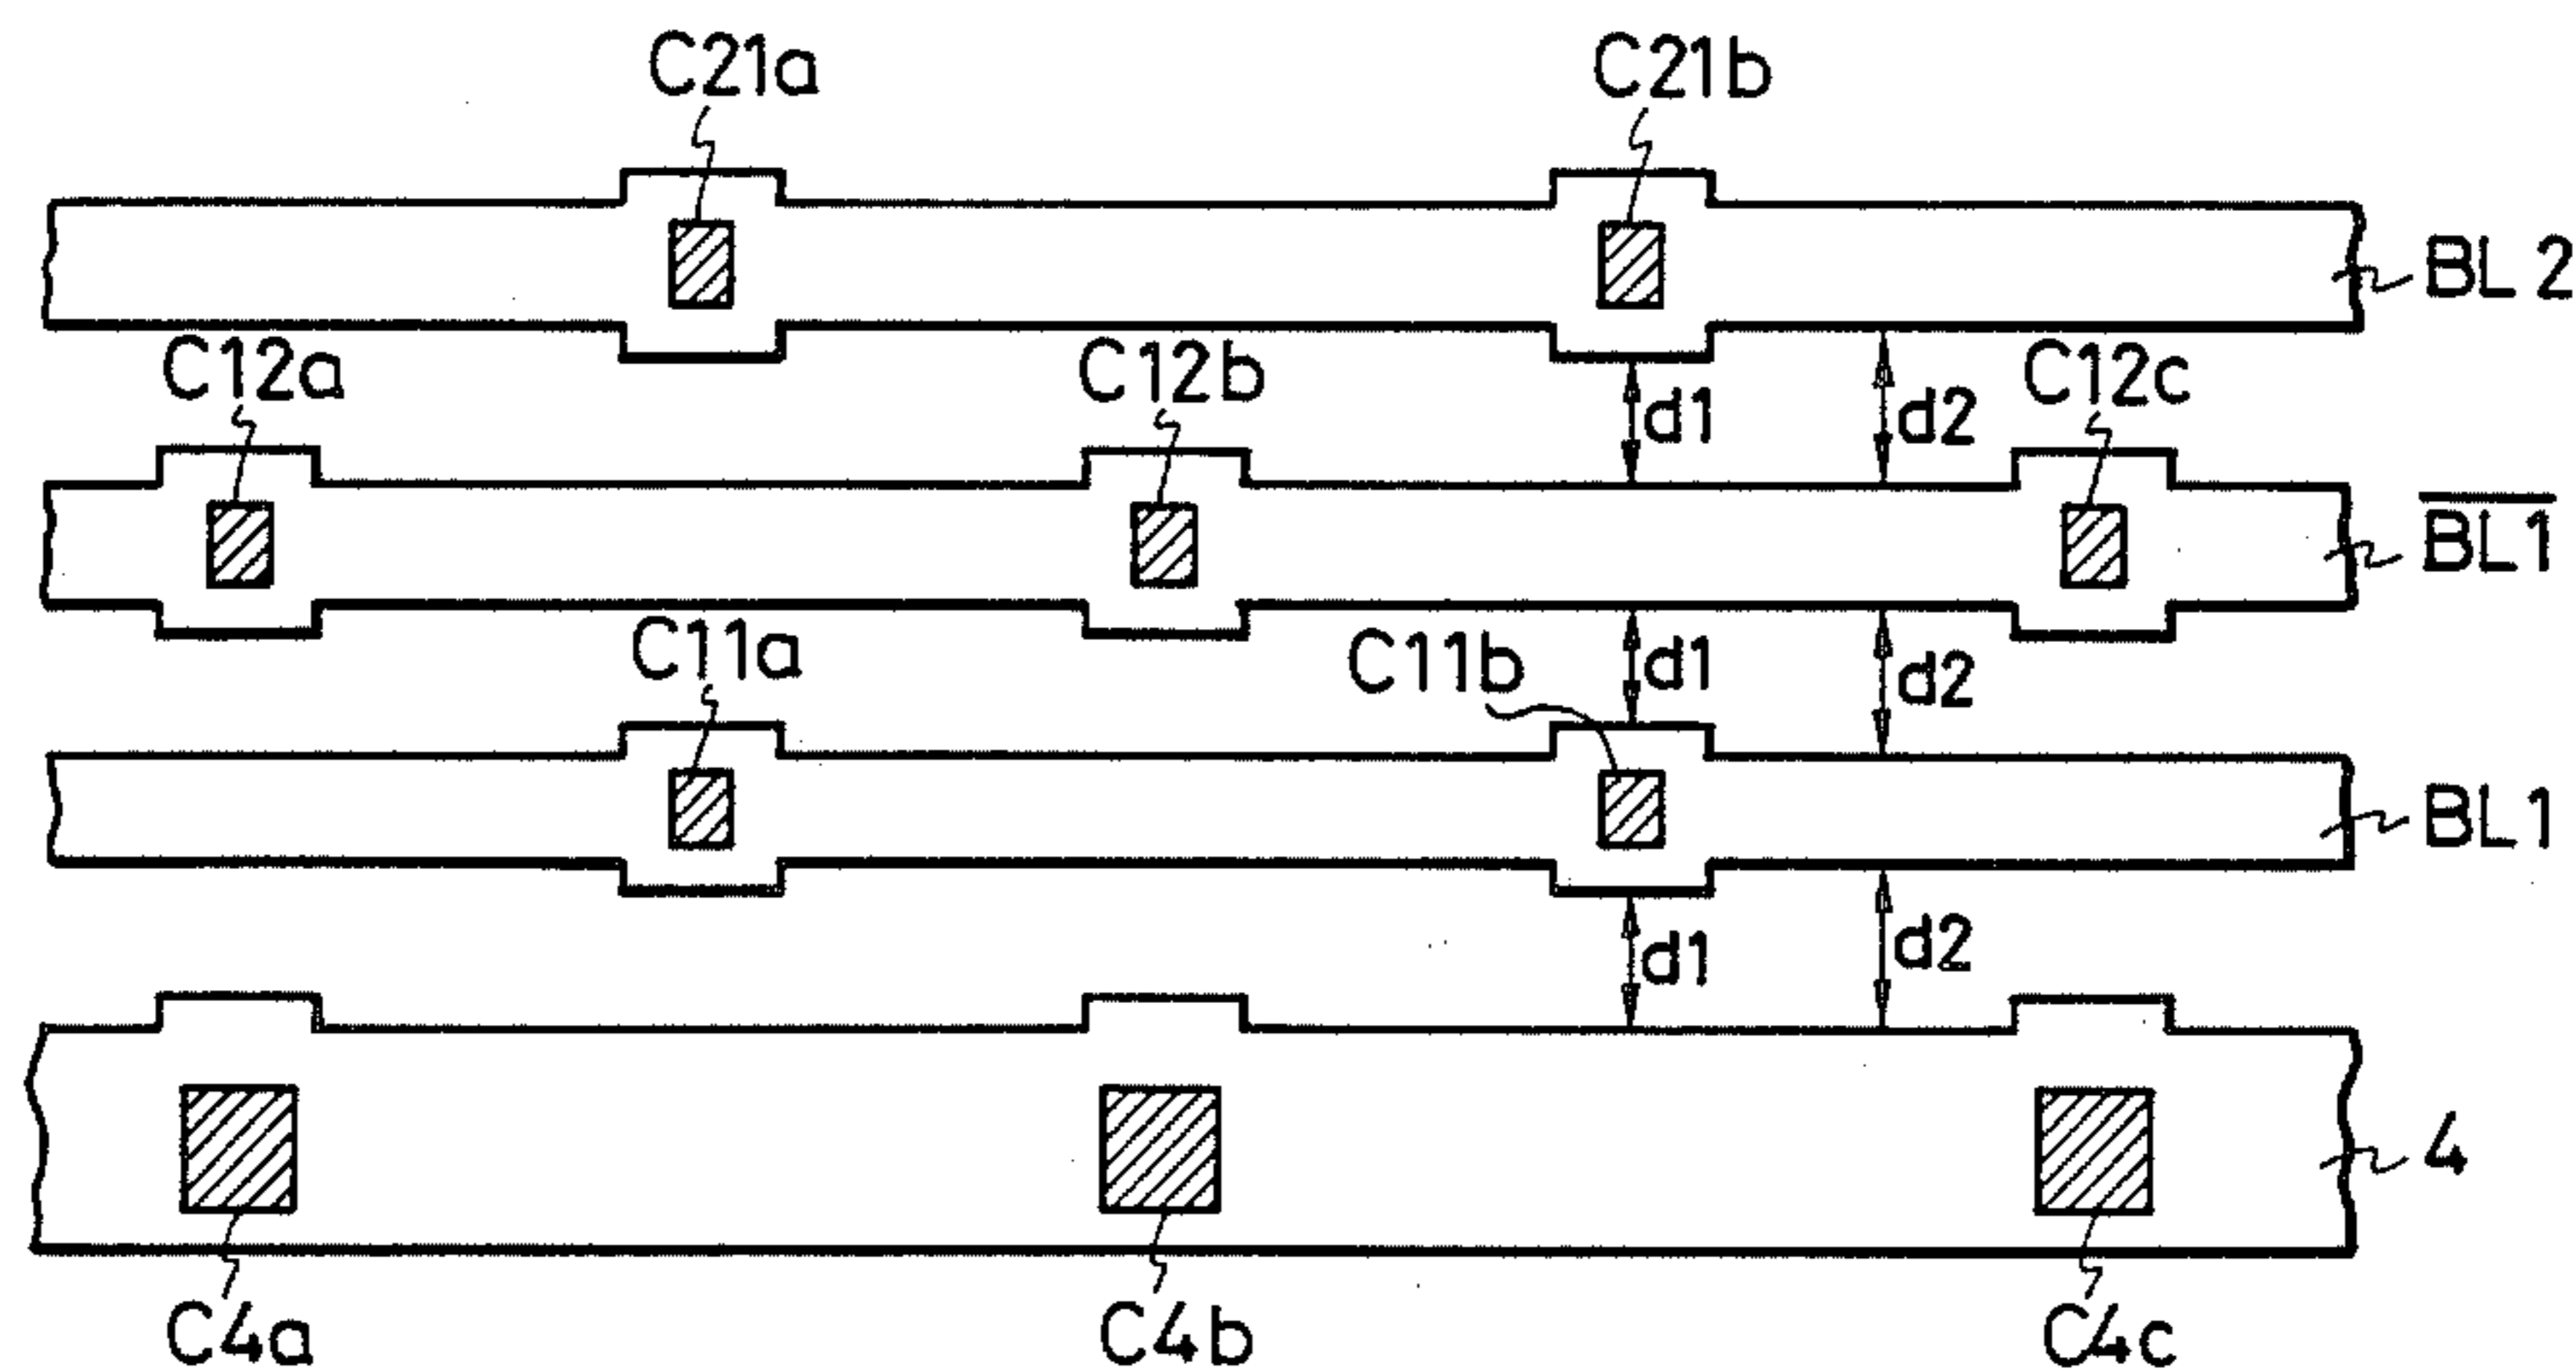 C21a C21b
BL2
C12a C12b d1 d2 C12c
B̅L̅1̅
C11a C11b d1 d2
BL1
d1 d2
4
C4a C4b C4c